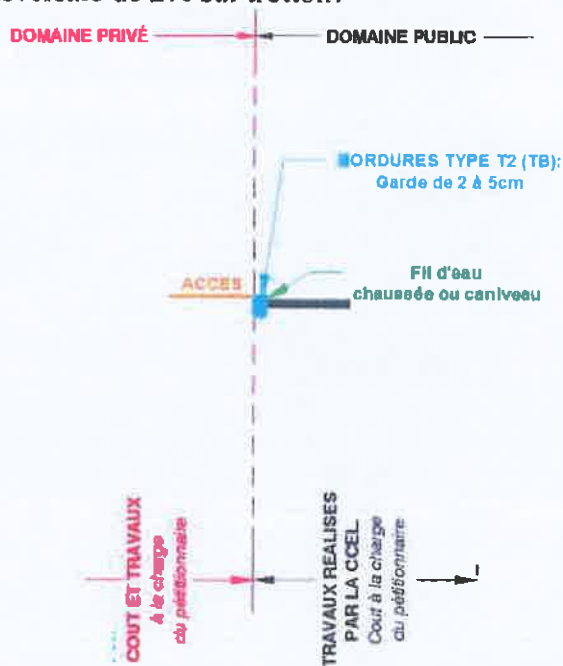 DOMAINE PRIVÉ
DOMAINE PUBLIC
BORDURES TYPE T2 (TB):
Garde de 2 à 5cm
Fil d'eau
chaussée ou caniveau
ACCES
COUT ET TRAVAUX
à la charge
du pétitionnaire
TRAVAUX REALISES
PAR LA CCEL
Cout à la charge
du pétitionnaire